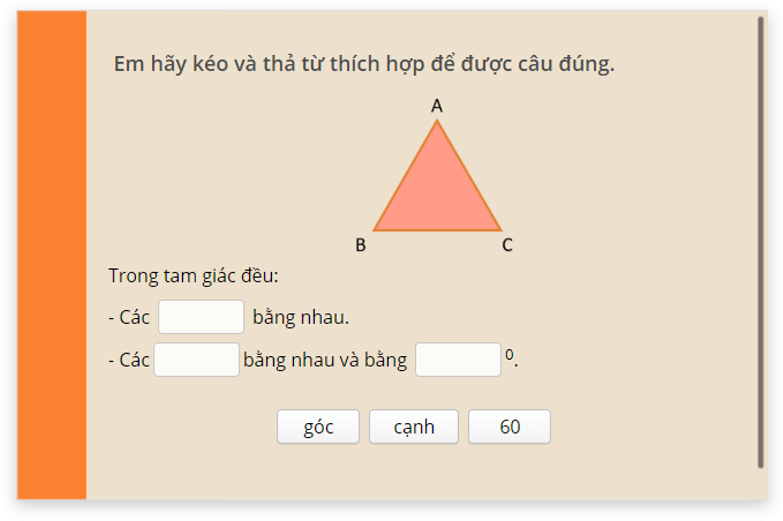 Em hãy kéo và thả từ thích hợp để được câu đúng.
A
B
C
Trong tam giác đều:
- Các bằng nhau.
- Các bằng nhau và bằng ⁰.
góc cạnh 60